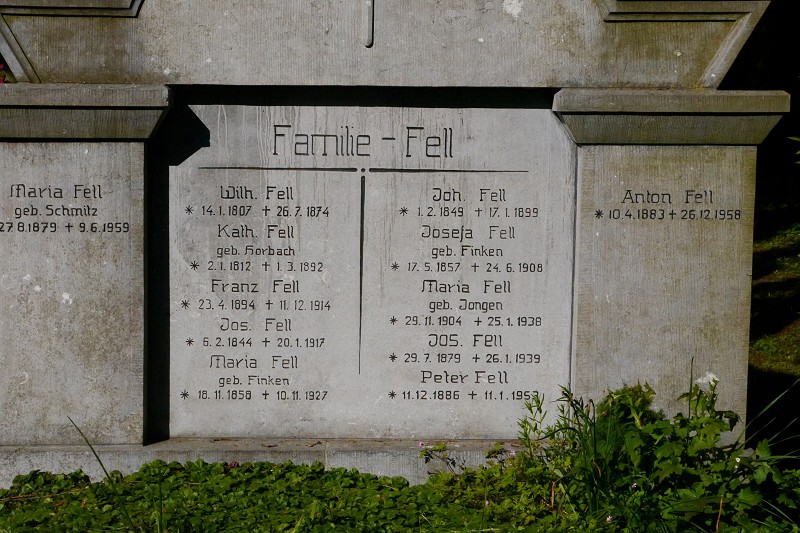 Maria Fell
geb. Schmitz
27.8.1879 + 9.6.1959
Familie - Fell
Wilh. Fell
* 14.1.1807 + 26.7.1874
Kath. Fell
geb. Horbach
* 2.1.1812 + 1.3.1892
Franz Fell
* 23.4.1894 + 11.12.1914
Jos. Fell
* 6.2.1844 + 20.1.1917
Maria Fell
geb. Finken
* 18.11.1858 + 10.11.1927
Joh. Fell
* 1.2.1849 + 17.1.1899
Josefa Fell
geb. Finken
* 17.5.1857 + 24.6.1908
Maria Fell
geb. Jongen
* 29.11.1904 + 25.1.1938
Jos. Fell
* 29.7.1879 + 26.1.1939
Peter Fell
* 11.12.1886 + 11.1.1953
Anton Fell
* 10.4.1883 + 26.12.1958